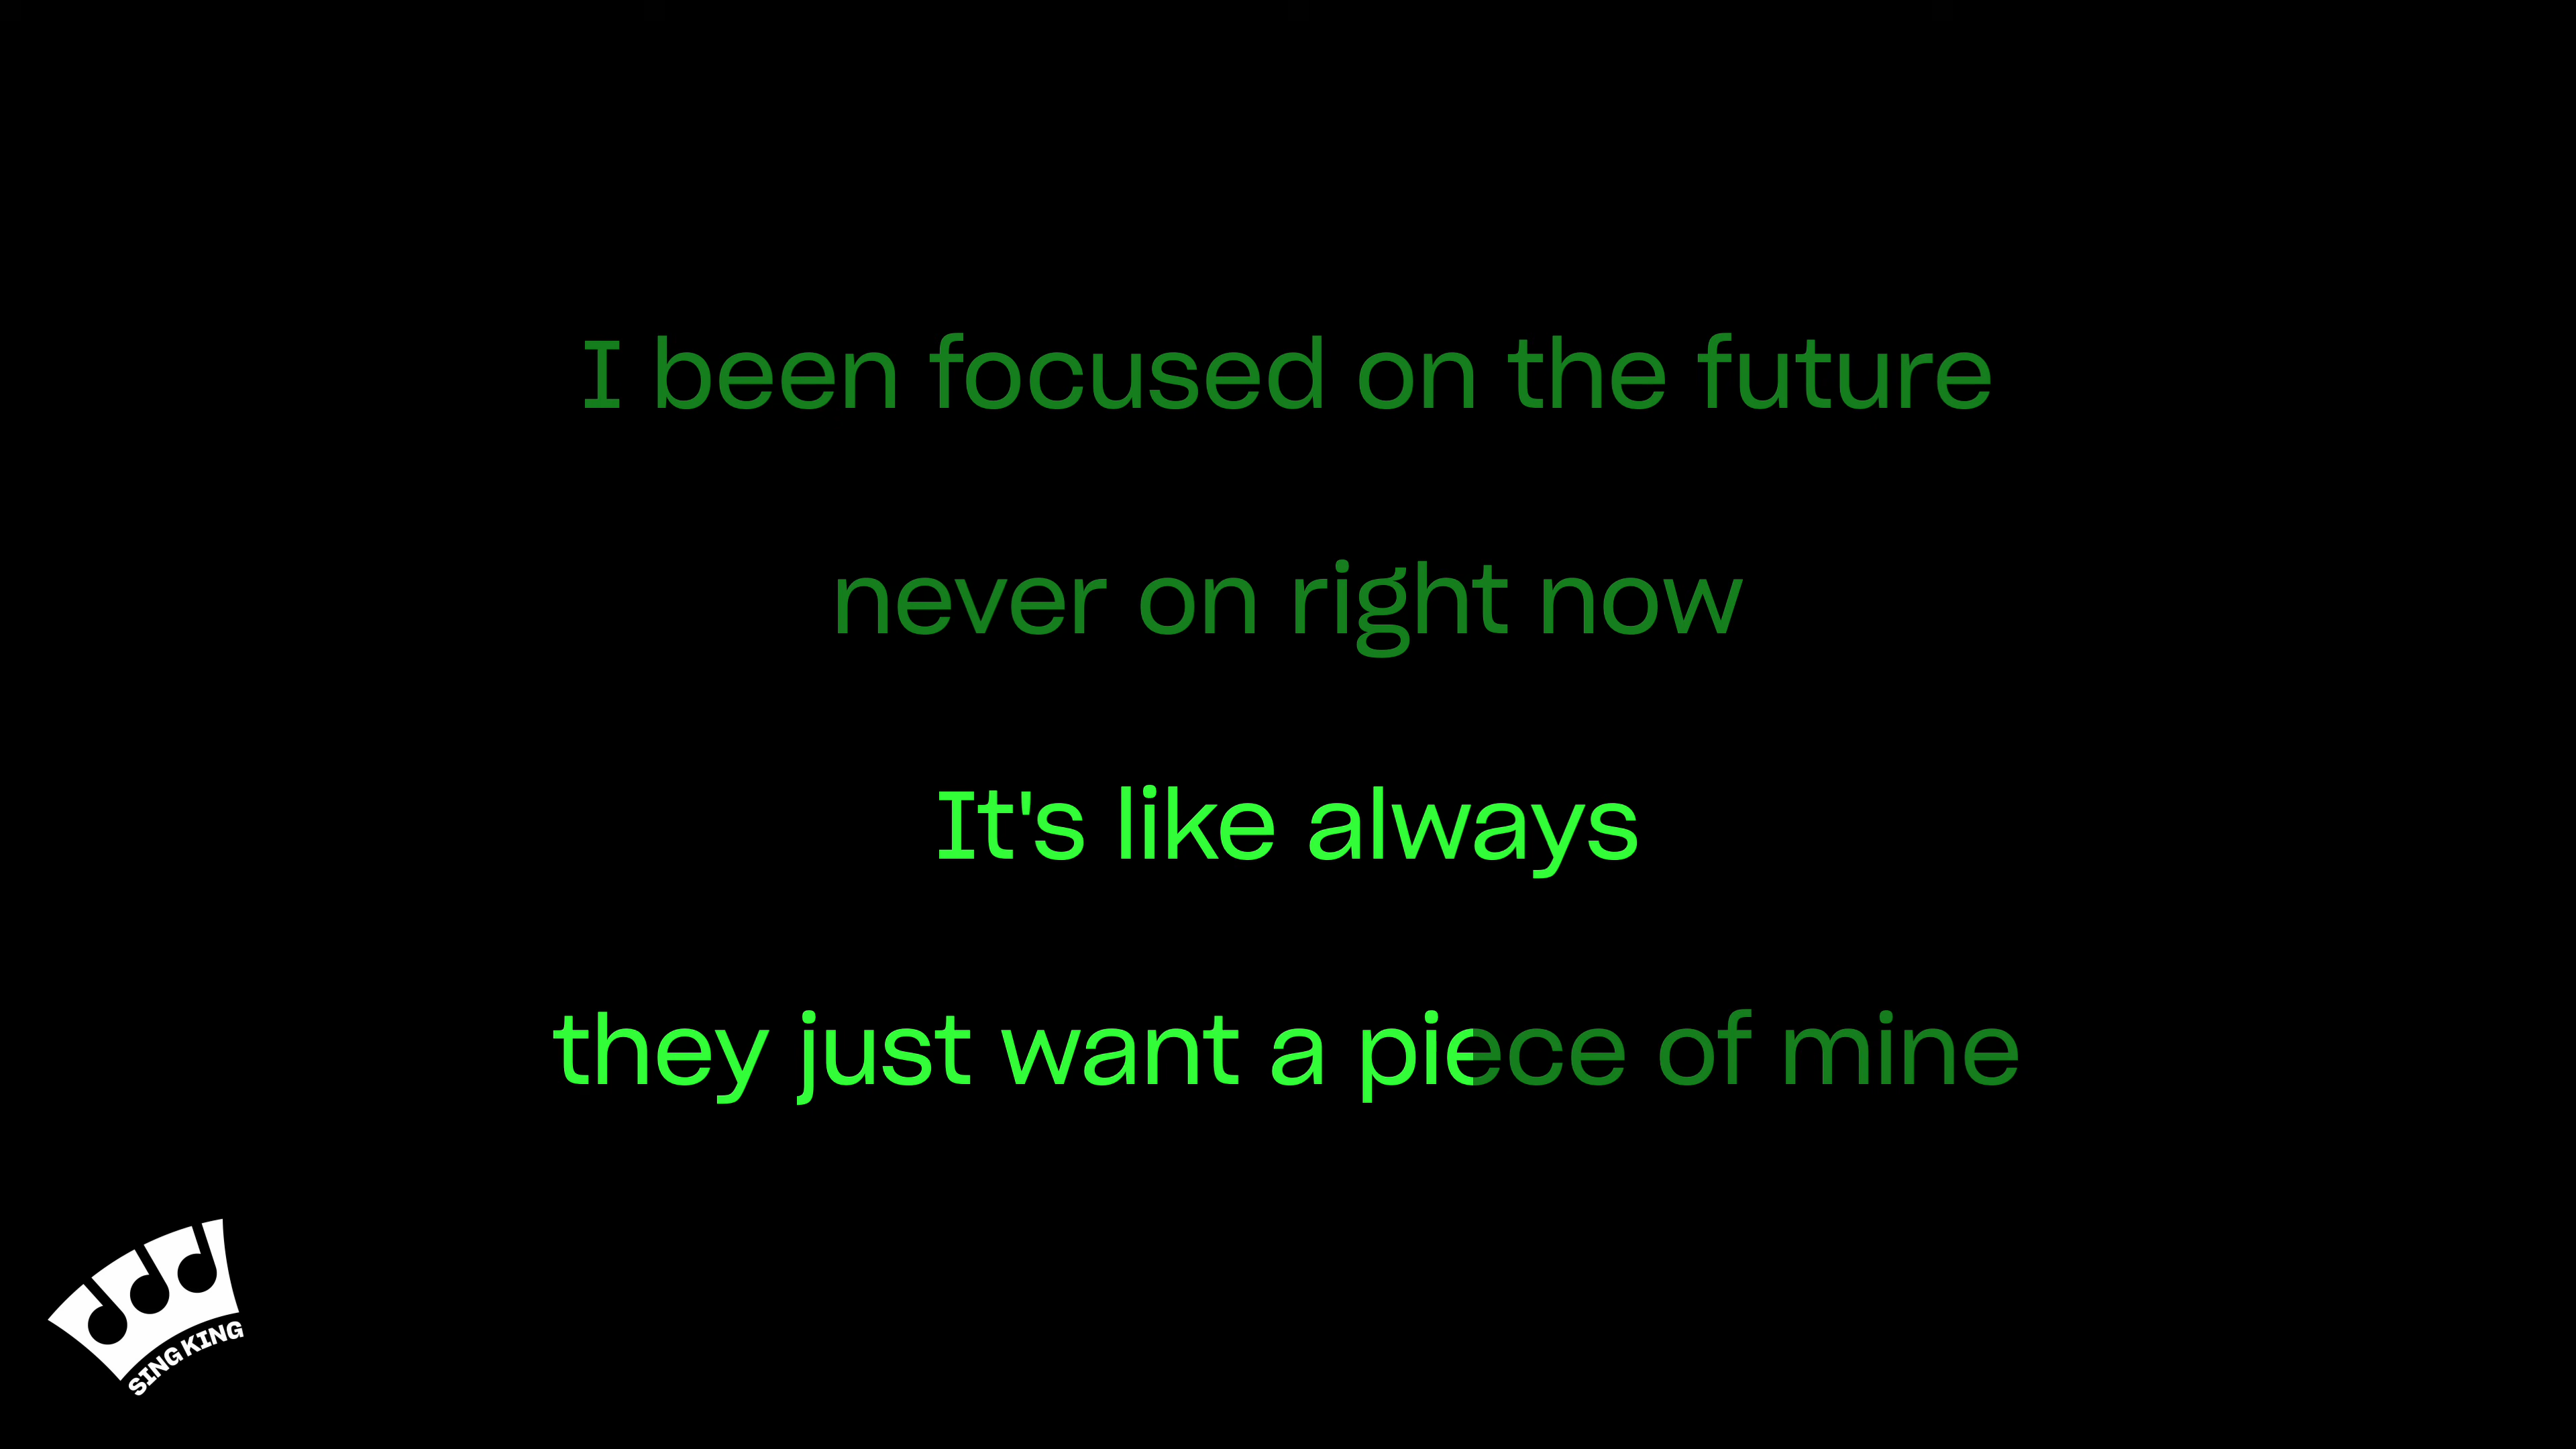 I been focused on the future
never on right now
It's like always
they just want a piece of mine
SING KING